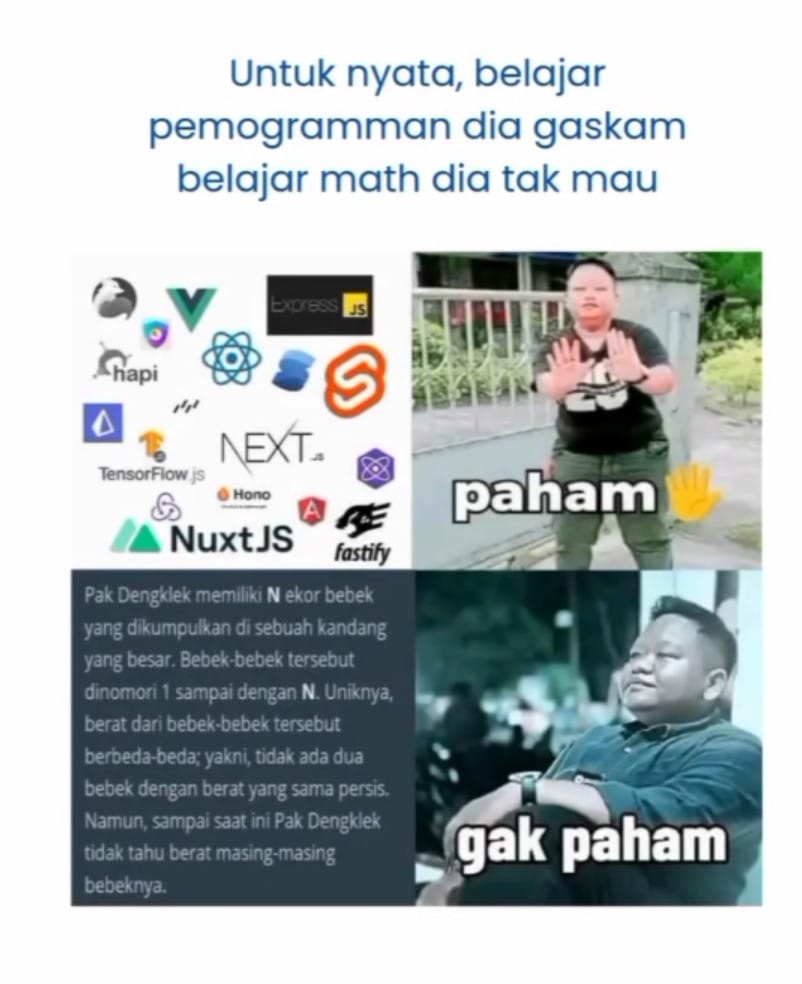 Untuk nyata, belajar
pemogramman dia gaskam
belajar math dia tak mau
Express JS
hapi
NEXT.JS
TensorFlow.js
Hono
NuxtJS
fastify
paham
Pak Dengklek memiliki N ekor bebek
yang dikumpulkan di sebuah kandang
yang besar. Bebek-bebek tersebut
dinomori 1 sampai dengan N. Uniknya,
berat dari bebek-bebek tersebut
berbeda-beda; yakni, tidak ada dua
bebek dengan berat yang sama persis.
Namun, sampai saat ini Pak Dengklek
tidak tahu berat masing-masing
bebeknya.
gak paham